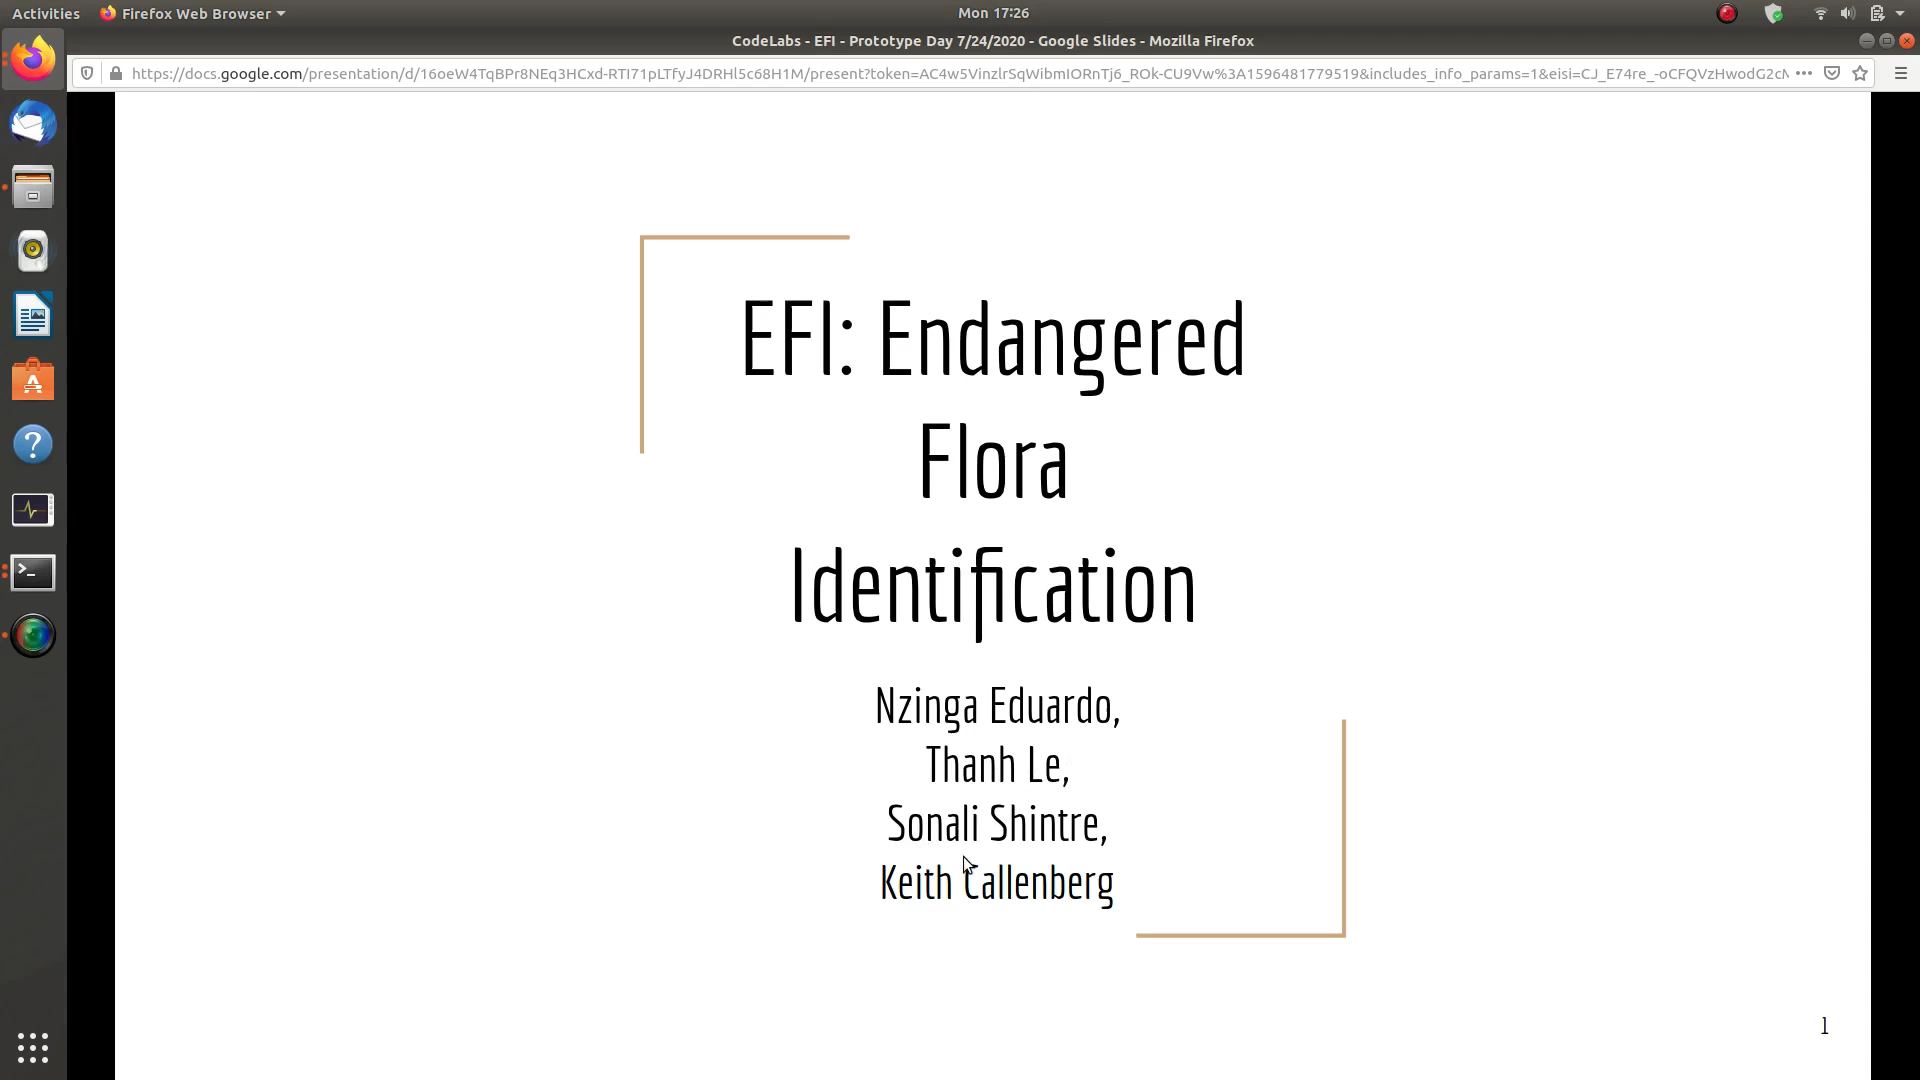 Activities
Firefox Web Browser
Mon 17:26
CodeLabs - EFI - Prototype Day 7/24/2020 - Google Slides - Mozilla Firefox
https://docs.google.com/presentation/d/16oeW4TqBPr8NEq3HCxd-RTI71pLTfyJ4DRHl5c68H1M/present?token=AC4w5VinzlrSqWibmIORnTj6_ROk-CU9Vw%3A1596481779519&includes_info_params=1&eisi=CJ_E74re_-oCFQVzHwodG2cM
EFI: Endangered
Flora
Identification
Nzinga Eduardo,
Thanh Le,
Sonali Shintre,
Keith Callenberg
1